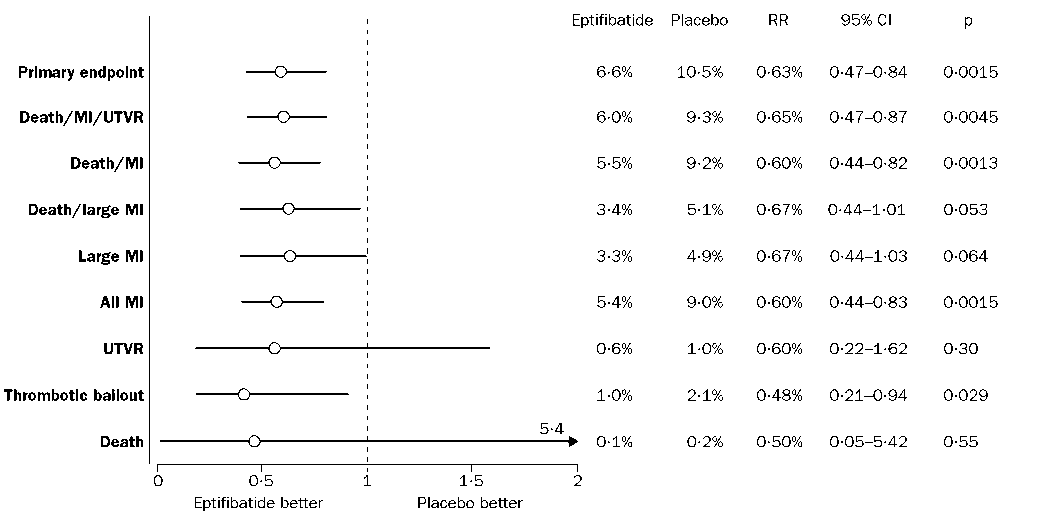 Eptifibatide Placebo RR 95% CI p
Primary endpoint 6·6% 10·5% 0·63% 0·47–0·84 0·0015
Death/MI/UTVR 6·0% 9·3% 0·65% 0·47–0·87 0·0045
Death/MI 5·5% 9·2% 0·60% 0·44–0·82 0·0013
Death/large MI 3·4% 5·1% 0·67% 0·44–1·01 0·053
Large MI 3·3% 4·9% 0·67% 0·44–1·03 0·064
All MI 5·4% 9·0% 0·60% 0·44–0·83 0·0015
UTVR 0·6% 1·0% 0·60% 0·22–1·62 0·30
Thrombotic bailout 1·0% 2·1% 0·48% 0·21–0·94 0·029
5·4
Death 0·1% 0·2% 0·50% 0·05–5·42 0·55
0 0·5 1 1·5 2
Eptifibatide better Placebo better